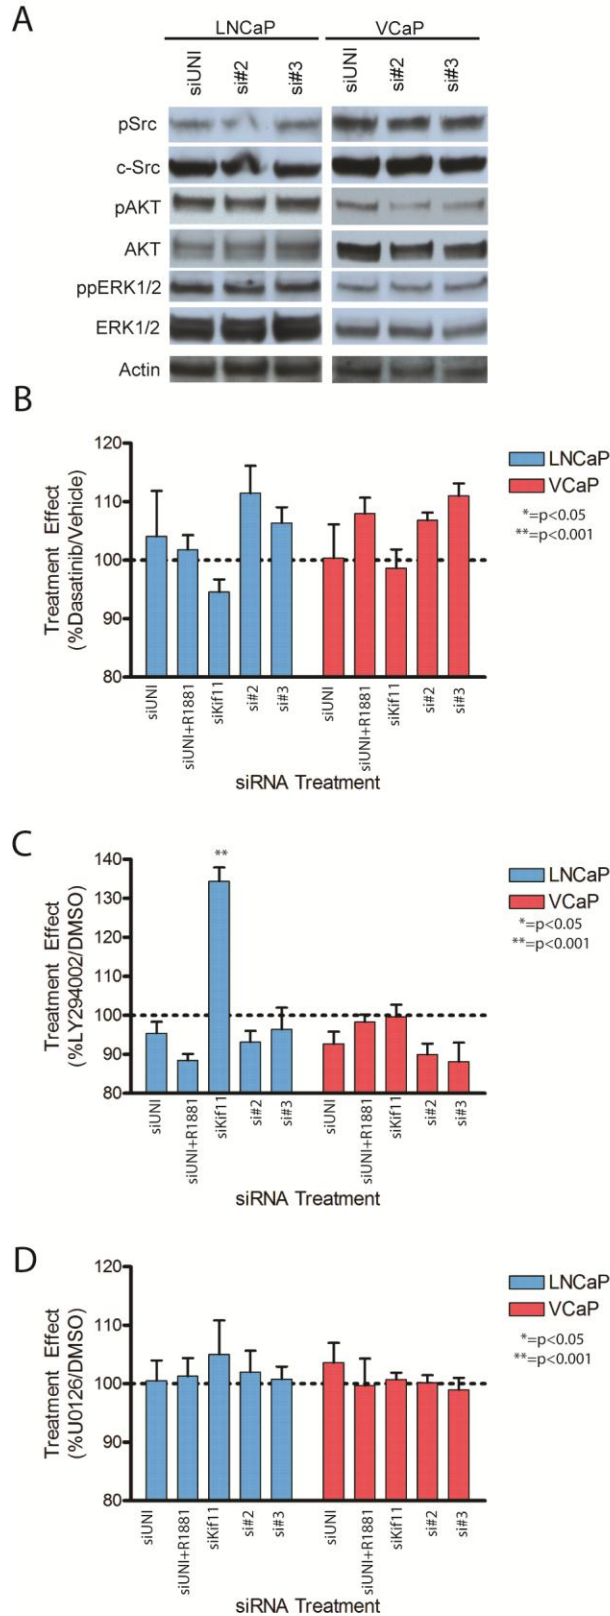 A
LNCaP VCaP
siUNI si#2 si#3 siUNI si#2 si#3
pSrc
c-Src
pAKT
AKT
ppERK1/2
ERK1/2
Actin
B
Treatment Effect
(%Dasatinib/Vehicle)
120
110
100
90
80
siUNI siUNI+R1881 siKif11 si#2 si#3 siUNI siUNI+R1881 siKif11 si#2 si#3
siRNA Treatment
LNCaP
VCaP
*=p<0.05
**=p<0.001
C
Treatment Effect
(%LY294002/DMSO)
140
130
120
110
100
90
80
**
siUNI siUNI+R1881 siKif11 si#2 si#3 siUNI siUNI+R1881 siKif11 si#2 si#3
siRNA Treatment
LNCaP
VCaP
*=p<0.05
**=p<0.001
D
Treatment Effect
(%U0126/DMSO)
120
110
100
90
80
siUNI siUNI+R1881 siKif11 si#2 si#3 siUNI siUNI+R1881 siKif11 si#2 si#3
siRNA Treatment
LNCaP
VCaP
*=p<0.05
**=p<0.001